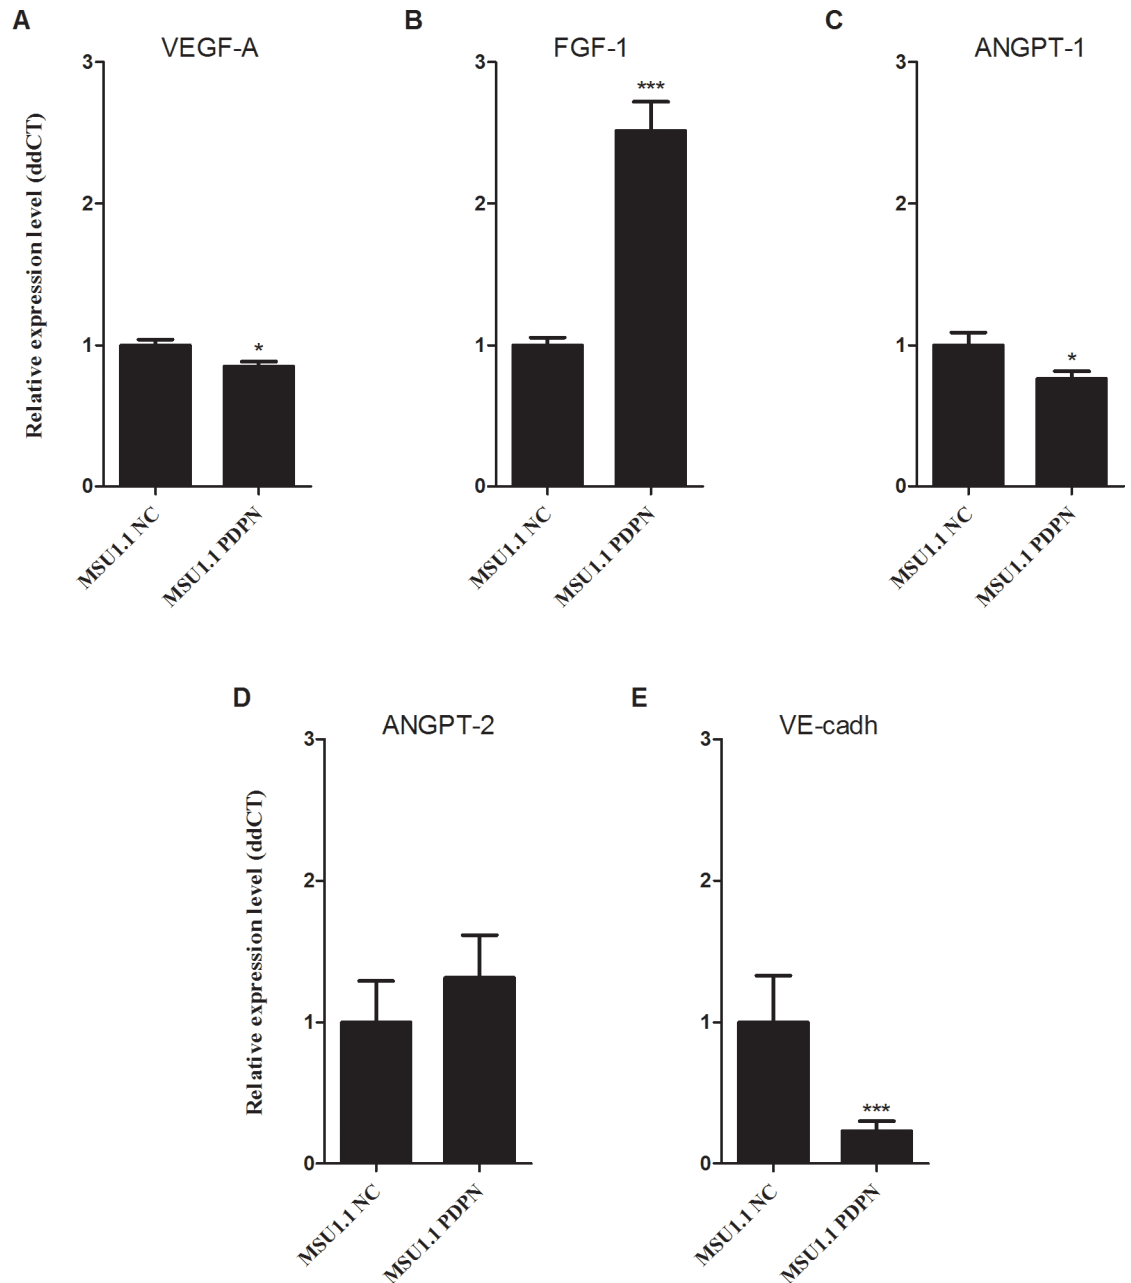 A
VEGF-A
Relative expression level (ddCT)
3
2
1
0
MSU1.1 NC
MSU1.1 PDPN
B
FGF-1
3
2
1
0
***
MSU1.1 NC
MSU1.1 PDPN
*
C
ANGPT-1
3
2
1
0
*
MSU1.1 NC
MSU1.1 PDPN
D
ANGPT-2
Relative expression level (ddCT)
3
2
1
0
MSU1.1 NC
MSU1.1 PDPN
E
VE-cadh
3
2
1
0
***
MSU1.1 NC
MSU1.1 PDPN